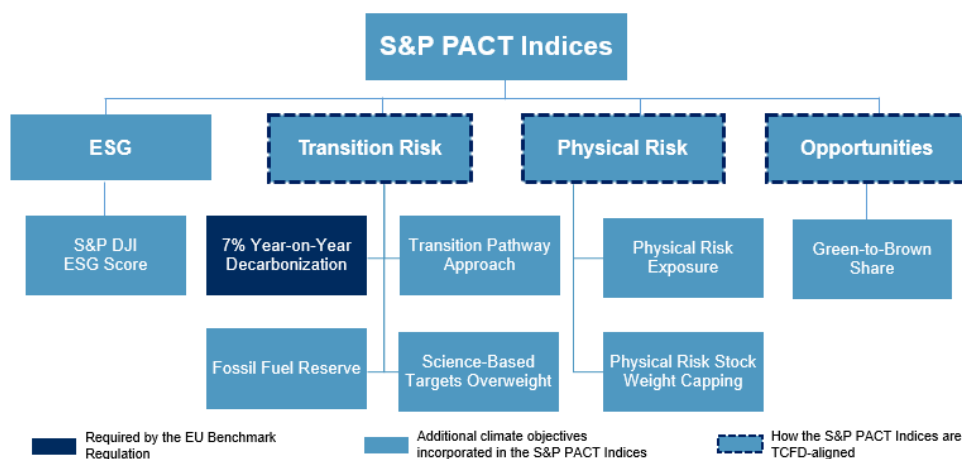 S&P PACT Indices
ESG
Transition Risk
Physical Risk
Opportunities
S&P DJI
ESG Score
7% Year-on-Year
Decarbonization
Transition Pathway
Approach
Physical Risk
Exposure
Green-to-Brown
Share
Fossil Fuel Reserve
Science-Based
Targets Overweight
Physical Risk Stock
Weight Capping
Required by the EU Benchmark
Regulation
Additional climate objectives
incorporated in the S&P PACT Indices
How the S&P PACT Indices are
TCFD-aligned